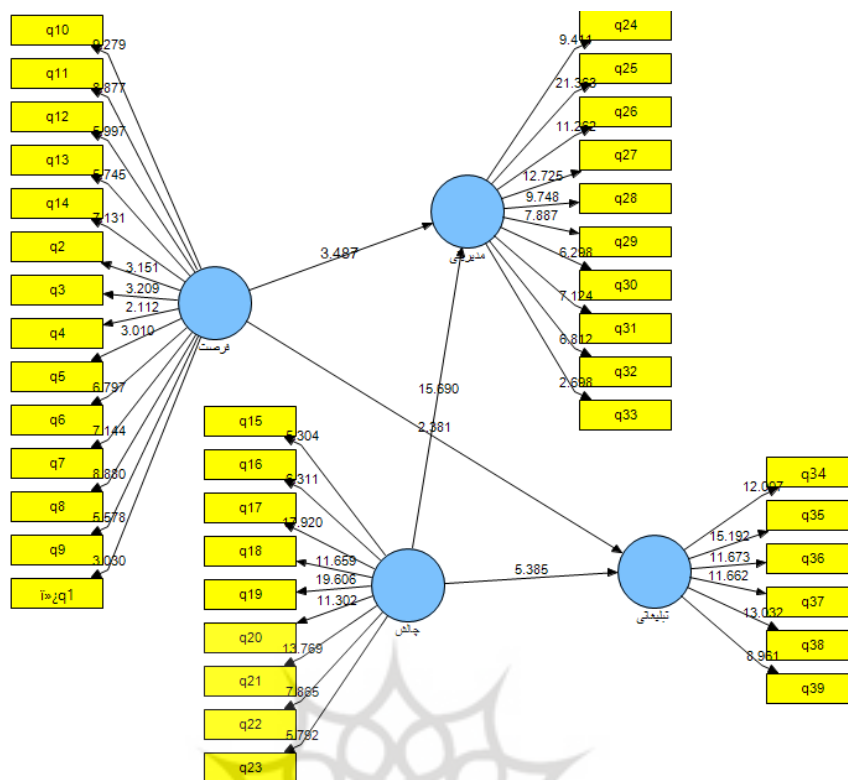 q10
9.279
q11
8.877
q12
5.997
q13
5.745
q14
7.131
q2
3.151
q3
3.209
q4
2.112
q5
3.010
q6
6.797
q7
7.144
q8
8.880
q9
5.578
ï»¿q1
3.030
فرصت
3.487
2.381
q24
9.411
q25
21.363
q26
11.262
q27
12.725
q28
9.748
q29
7.887
q30
6.298
q31
7.124
q32
6.812
q33
2.698
مدیریتی
15.690
q15
5.304
q16
6.311
q17
17.920
q18
11.659
q19
19.606
q20
11.302
q21
13.769
q22
7.865
q23
5.792
چالش
5.385
q34
12.097
q35
15.192
q36
11.673
q37
11.662
q38
13.032
q39
8.961
تبلیغاتی